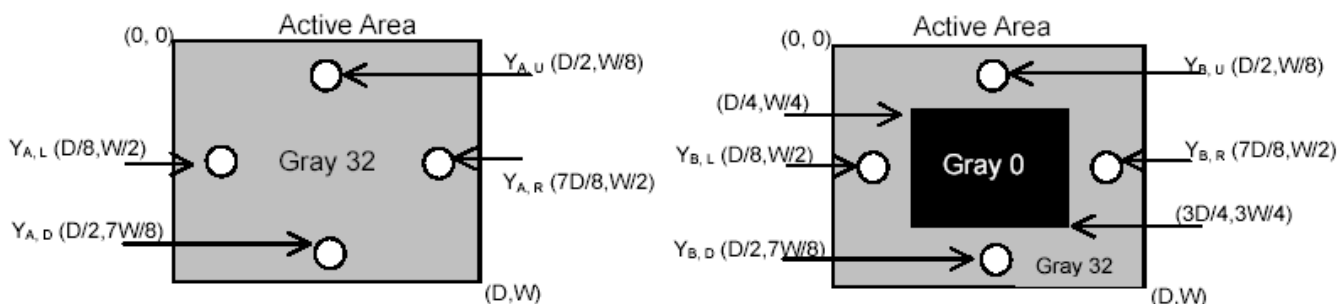 Active Area
(0, 0)
Y_A, U (D/2,W/8)
Y_A, L (D/8,W/2)
Gray 32
Y_A, R (7D/8,W/2)
Y_A, D (D/2,7W/8)
(D,W)
Active Area
(0, 0)
Y_B, U (D/2,W/8)
(D/4,W/4)
Y_B, L (D/8,W/2)
Gray 0
Y_B, R (7D/8,W/2)
(3D/4,3W/4)
Y_B, D (D/2,7W/8)
Gray 32
(D,W)